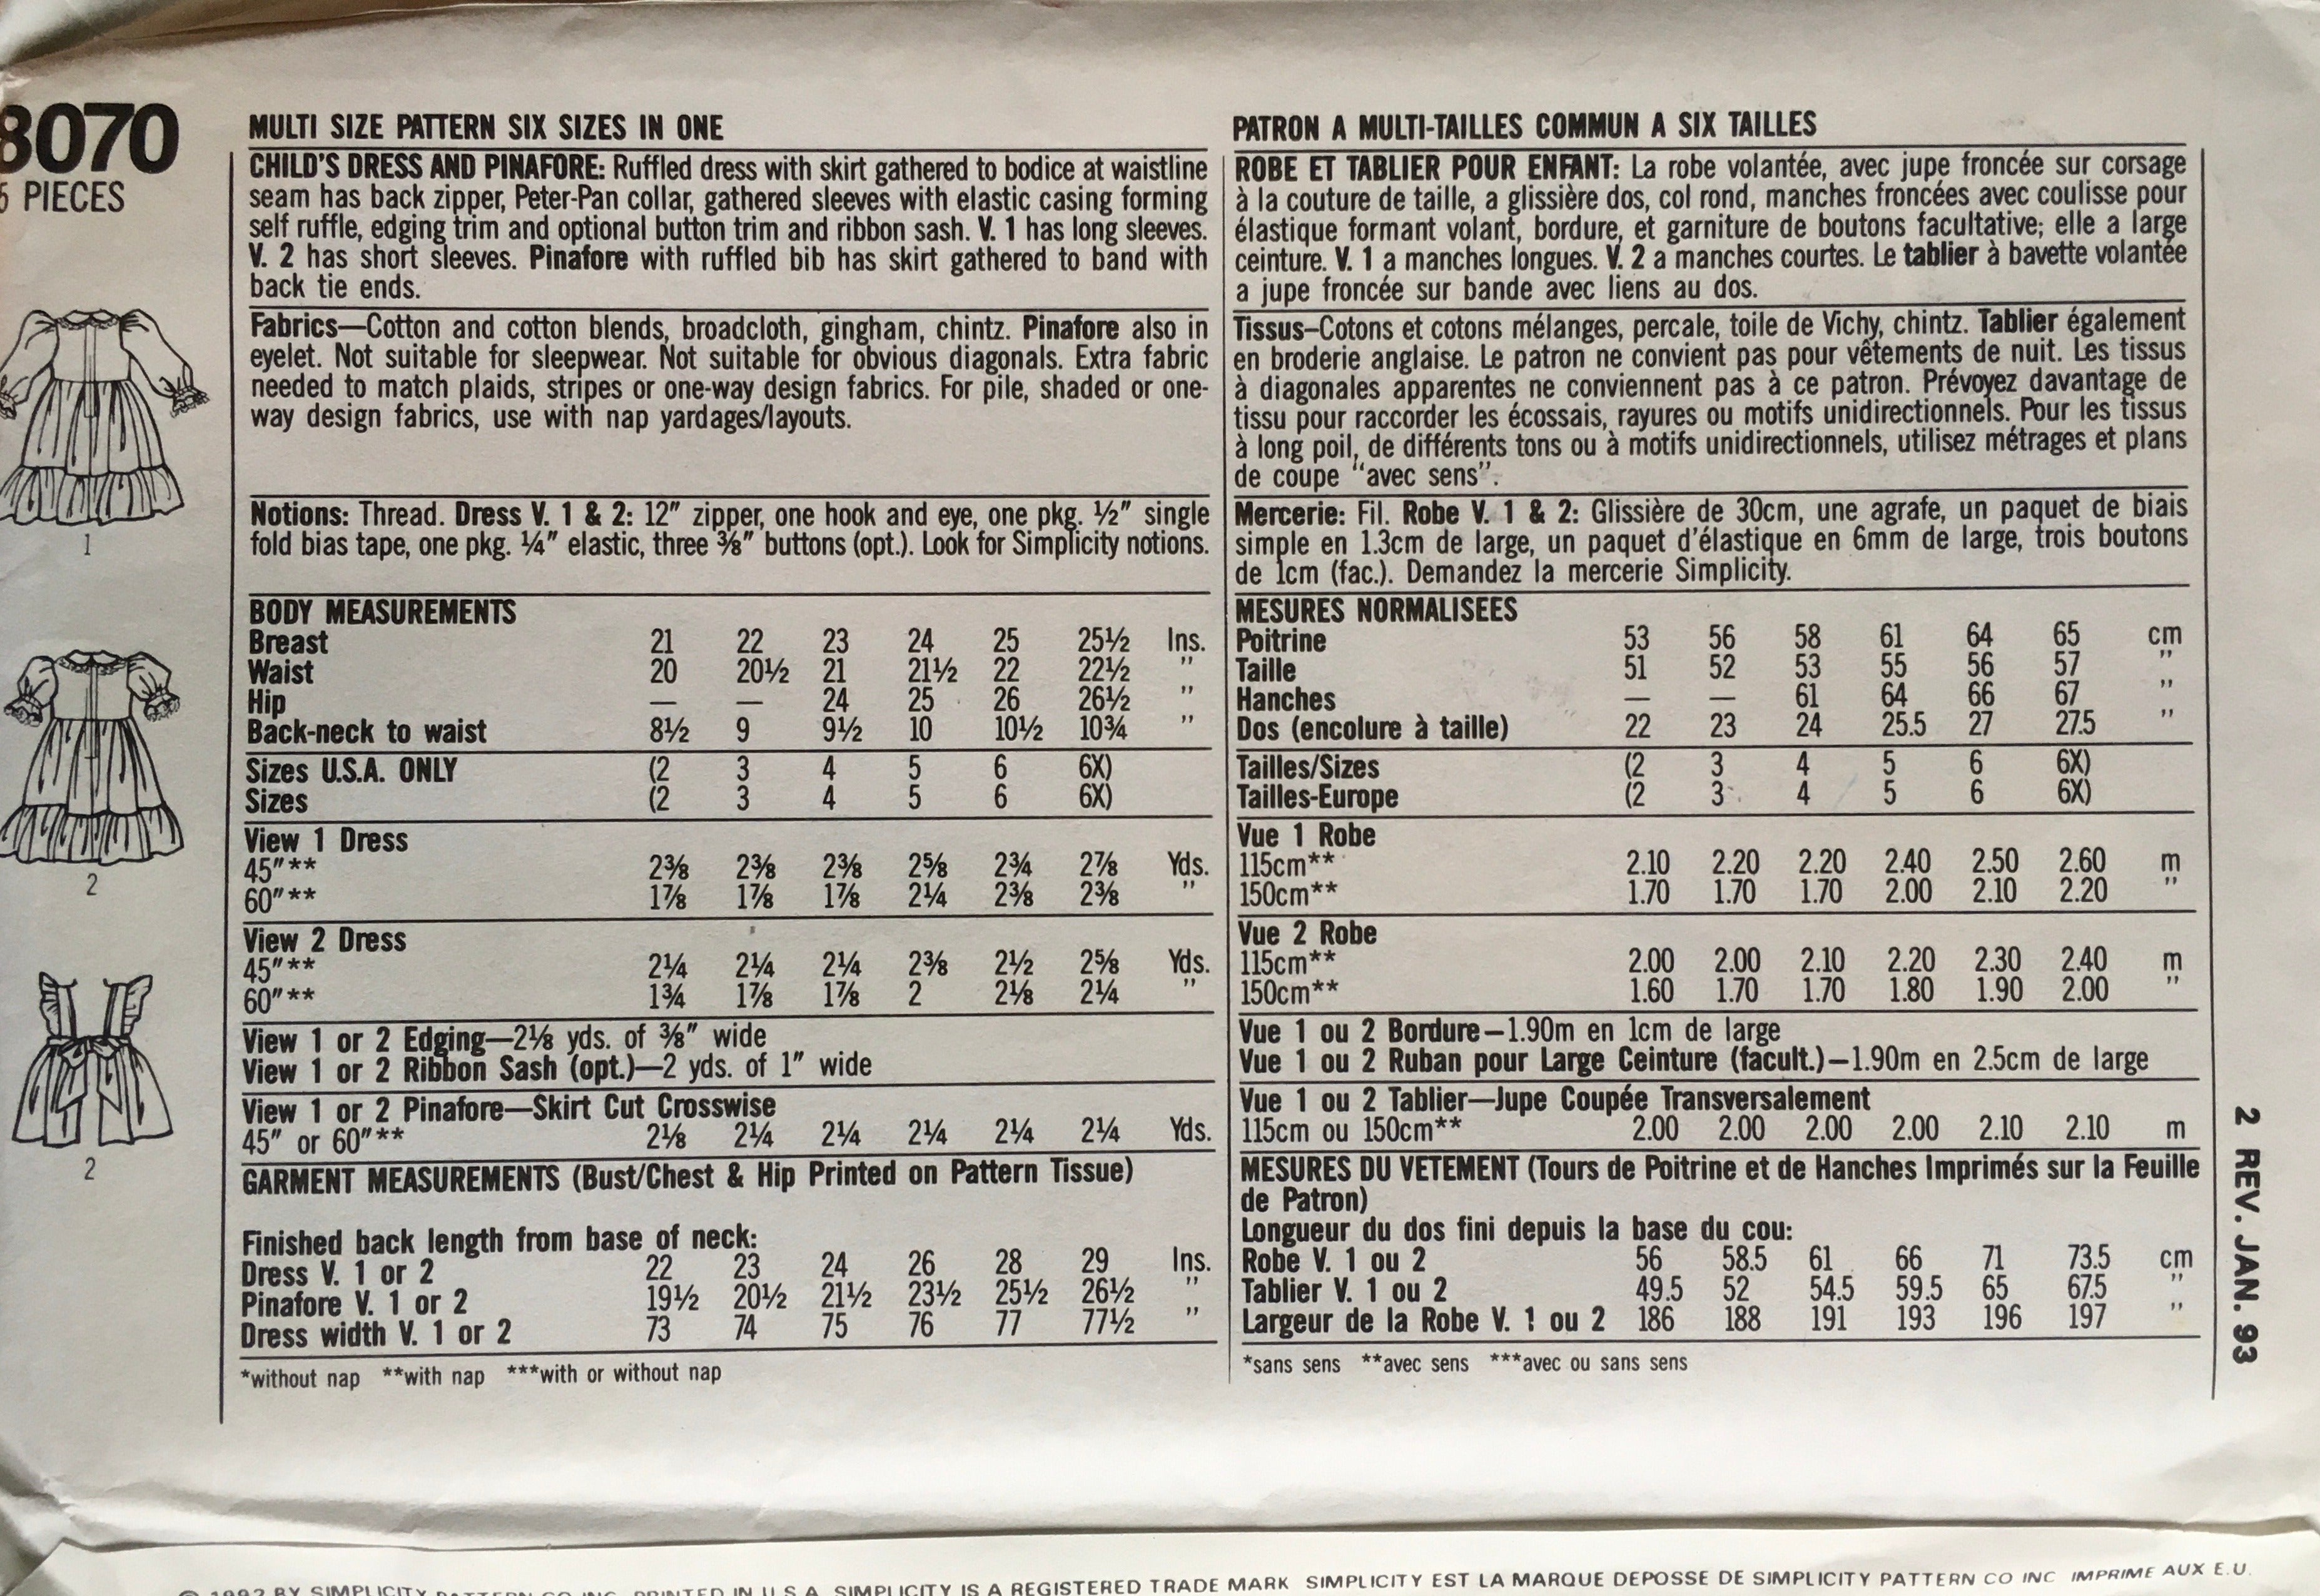 8070
PIECES
1
2
2
MULTI SIZE PATTERN SIX SIZES IN ONE
CHILD'S DRESS AND PINAFORE: Ruffled dress with skirt gathered to bodice at waistline
seam has back zipper, Peter-Pan collar, gathered sleeves with elastic casing forming
self ruffle, edging trim and optional button trim and ribbon sash. V. 1 has long sleeves.
V. 2 has short sleeves. Pinafore with ruffled bib has skirt gathered to band with
back tie ends.
Fabrics—Cotton and cotton blends, broadcloth, gingham, chintz. Pinafore also in
eyelet. Not suitable for sleepwear. Not suitable for obvious diagonals. Extra fabric
needed to match plaids, stripes or one-way design fabrics. For pile, shaded or one-
way design fabrics, use with nap yardages/layouts.
Notions: Thread. Dress V. 1 & 2: 12″ zipper, one hook and eye, one pkg. ½″ single
fold bias tape, one pkg. ¼″ elastic, three ⅜″ buttons (opt.). Look for Simplicity notions.
BODY MEASUREMENTS
Breast 21 22 23 24 25 25½ Ins.
Waist 20 20½ 21 21½ 22 22½ ″
Hip — — 24 25 26 26½ ″
Back-neck to waist 8½ 9 9½ 10 10½ 10¾ ″
Sizes U.S.A. ONLY (2 3 4 5 6 6X)
Sizes (2 3 4 5 6 6X)
View 1 Dress
45″** 2⅜ 2⅜ 2⅜ 2⅝ 2¾ 2⅞ Yds.
60″** 1⅞ 1⅞ 1⅞ 2¼ 2⅜ 2⅜ ″
View 2 Dress
45″** 2¼ 2¼ 2¼ 2⅜ 2½ 2⅝ Yds.
60″** 1¾ 1⅞ 1⅞ 2 2⅛ 2¼ ″
View 1 or 2 Edging—2⅛ yds. of ⅜″ wide
View 1 or 2 Ribbon Sash (opt.)—2 yds. of 1″ wide
View 1 or 2 Pinafore—Skirt Cut Crosswise
45″ or 60″** 2⅛ 2¼ 2¼ 2¼ 2¼ 2¼ Yds.
GARMENT MEASUREMENTS (Bust/Chest & Hip Printed on Pattern Tissue)
Finished back length from base of neck:
Dress V. 1 or 2 22 23 24 26 28 29 Ins.
Pinafore V. 1 or 2 19½ 20½ 21½ 23½ 25½ 26½ ″
Dress width V. 1 or 2 73 74 75 76 77 77½ ″
*without nap **with nap ***with or without nap
PATRON A MULTI-TAILLES COMMUN A SIX TAILLES
ROBE ET TABLIER POUR ENFANT: La robe volantée, avec jupe froncée sur corsage
à la couture de taille, a glissière dos, col rond, manches froncées avec coulisse pour
élastique formant volant, bordure, et garniture de boutons facultative; elle a large
ceinture. V. 1 a manches longues. V. 2 a manches courtes. Le tablier à bavette volantée
a jupe froncée sur bande avec liens au dos.
Tissus–Cotons et cotons mélanges, percale, toile de Vichy, chintz. Tablier également
en broderie anglaise. Le patron ne convient pas pour vêtements de nuit. Les tissus
à diagonales apparentes ne conviennent pas à ce patron. Prévoyez davantage de
tissu pour raccorder les écossais, rayures ou motifs unidirectionnels. Pour les tissus
à long poil, de différents tons ou à motifs unidirectionnels, utilisez métrages et plans
de coupe "avec sens".
Mercerie: Fil. Robe V. 1 & 2: Glissière de 30cm, une agrafe, un paquet de biais
simple en 1.3cm de large, un paquet d'élastique en 6mm de large, trois boutons
de 1cm (fac.). Demandez la mercerie Simplicity.
MESURES NORMALISEES
Poitrine 53 56 58 61 64 65 cm
Taille 51 52 53 55 56 57 ″
Hanches — — 61 64 66 67 ″
Dos (encolure à taille) 22 23 24 25.5 27 27.5 ″
Tailles/Sizes (2 3 4 5 6 6X)
Tailles-Europe (2 3 4 5 6 6X)
Vue 1 Robe
115cm** 2.10 2.20 2.20 2.40 2.50 2.60 m
150cm** 1.70 1.70 1.70 2.00 2.10 2.20 ″
Vue 2 Robe
115cm** 2.00 2.00 2.10 2.20 2.30 2.40 m
150cm** 1.60 1.70 1.70 1.80 1.90 2.00 ″
Vue 1 ou 2 Bordure–1.90m en 1cm de large
Vue 1 ou 2 Ruban pour Large Ceinture (facult.)–1.90m en 2.5cm de large
Vue 1 ou 2 Tablier—Jupe Coupée Transversalement
115cm ou 150cm** 2.00 2.00 2.00 2.00 2.10 2.10 m
MESURES DU VETEMENT (Tours de Poitrine et de Hanches Imprimés sur la Feuille
de Patron)
Longueur du dos fini depuis la base du cou:
Robe V. 1 ou 2 56 58.5 61 66 71 73.5 cm
Tablier V. 1 ou 2 49.5 52 54.5 59.5 65 67.5 ″
Largeur de la Robe V. 1 ou 2 186 188 191 193 196 197 ″
*sans sens **avec sens ***avec ou sans sens
2 REV. JAN. 93
BY SIMPLICITY PATTERN CO INC. PRINTED IN U.S.A. SIMPLICITY IS A REGISTERED TRADE MARK SIMPLICITY EST LA MARQUE DEPOSSE DE SIMPLICITY PATTERN CO INC IMPRIME AUX E.U.